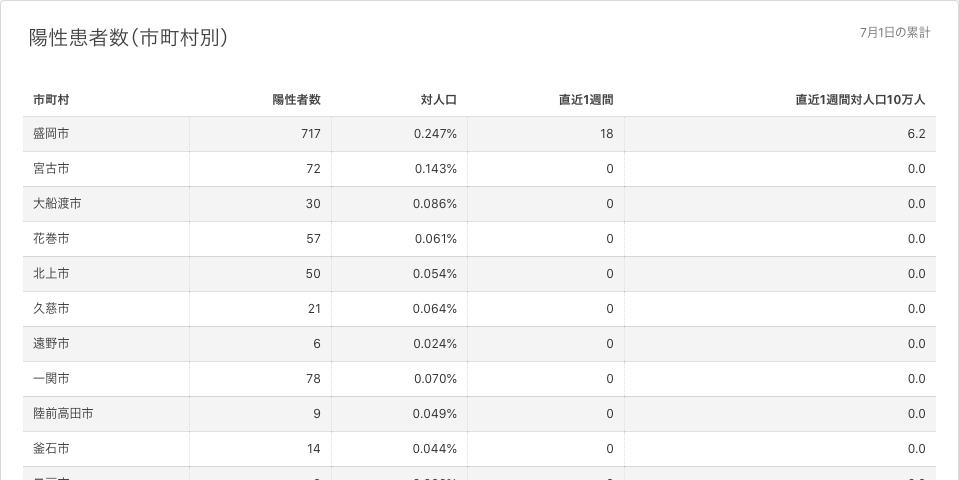 陽性患者数(市町村別)
7月1日の累計
市町村 陽性者数 対人口 直近1週間 直近1週間対人口10万人
盛岡市 717 0.247% 18 6.2
宮古市 72 0.143% 0 0.0
大船渡市 30 0.086% 0 0.0
花巻市 57 0.061% 0 0.0
北上市 50 0.054% 0 0.0
久慈市 21 0.064% 0 0.0
遠野市 6 0.024% 0 0.0
一関市 78 0.070% 0 0.0
陸前高田市 9 0.049% 0 0.0
釜石市 14 0.044% 0 0.0